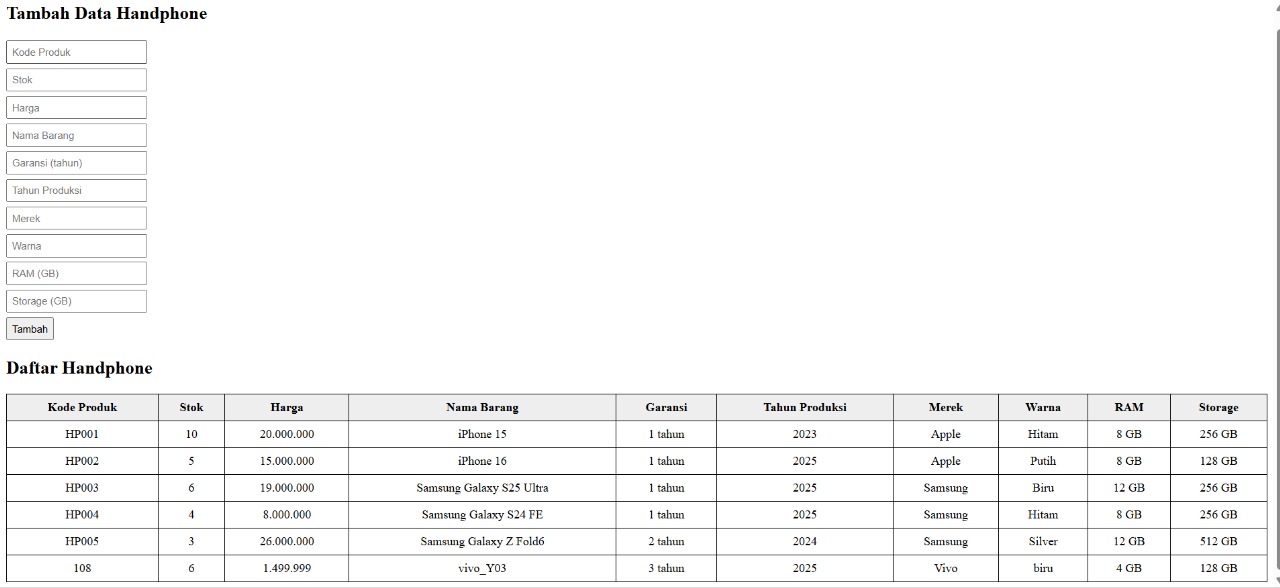 Tambah Data Handphone
Kode Produk
Stok
Harga
Nama Barang
Garansi (tahun)
Tahun Produksi
Merek
Warna
RAM (GB)
Storage (GB)
Tambah
Daftar Handphone
Kode Produk Stok Harga Nama Barang Garansi Tahun Produksi Merek Warna RAM Storage
HP001 10 20.000.000 iPhone 15 1 tahun 2023 Apple Hitam 8 GB 256 GB
HP002 5 15.000.000 iPhone 16 1 tahun 2025 Apple Putih 8 GB 128 GB
HP003 6 19.000.000 Samsung Galaxy S25 Ultra 1 tahun 2025 Samsung Biru 12 GB 256 GB
HP004 4 8.000.000 Samsung Galaxy S24 FE 1 tahun 2025 Samsung Hitam 8 GB 256 GB
HP005 3 26.000.000 Samsung Galaxy Z Fold6 2 tahun 2024 Samsung Silver 12 GB 512 GB
108 6 1.499.999 vivo_Y03 3 tahun 2025 Vivo biru 4 GB 128 GB